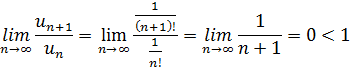 lim_{n→∞} u_{n+1}/u_n = lim_{n→∞} (1/(n+1)!)/(1/n!) = lim_{n→∞} 1/(n+1) = 0 < 1